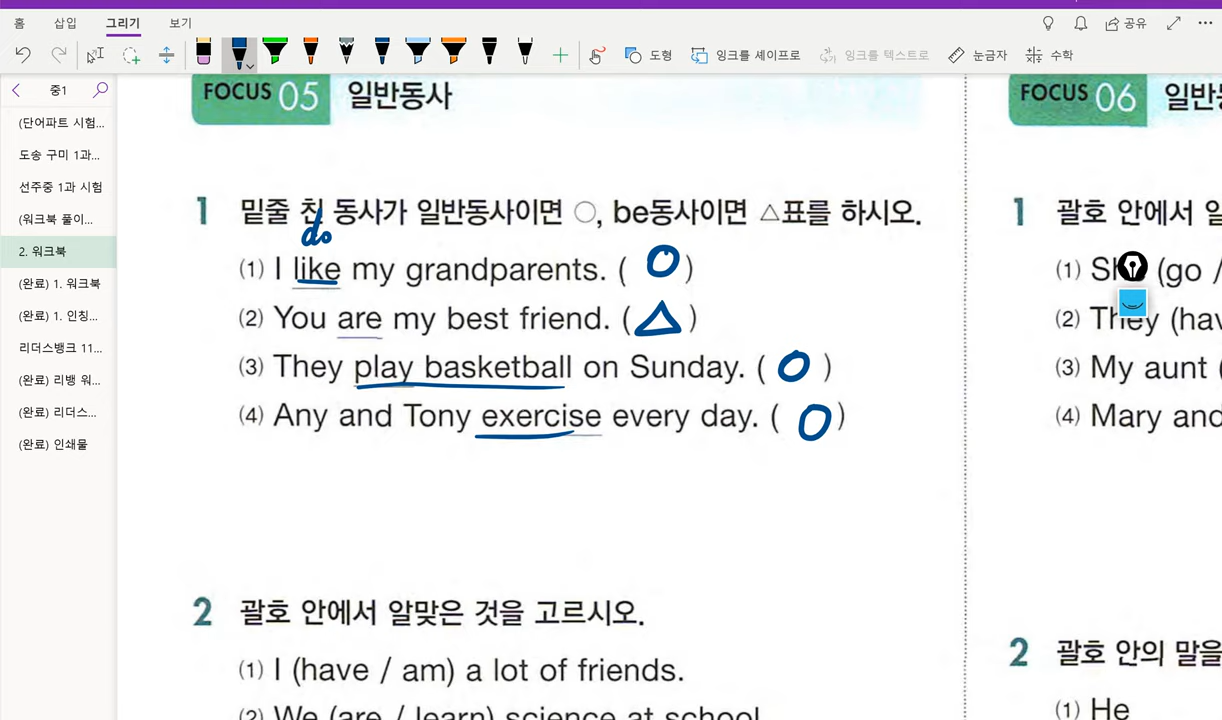 홈 삽입 그리기 보기
공유
도형 잉크를 셰이프로 잉크를 텍스트로 눈금자 수학
중1
(단어파트 시험...
도송 구미 1과...
선주중 1과 시험
(워크북 풀이...
2. 워크북
(완료) 1. 워크북
(완료) 1. 인칭...
리더스뱅크 11...
(완료) 리뱅 워...
(완료) 리더스...
(완료) 인쇄물
FOCUS 05 일반동사
1 밑줄 친 동사가 일반동사이면 ○, be동사이면 △표를 하시오.
do
(1) I like my grandparents. ( O )
(2) You are my best friend. ( △ )
(3) They play basketball on Sunday. ( O )
(4) Any and Tony exercise every day. ( O )
2 괄호 안에서 알맞은 것을 고르시오.
(1) I (have / am) a lot of friends.
(2) We (are / learn) science at school
FOCUS 06
1 괄호 안에서
(1) (go /
(2) They (hav
(3) My aunt (
(4) Mary and
2 괄호 안의 말을
(1) He